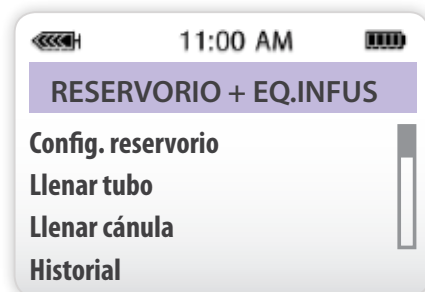 11:00 AM
RESERVORIO + EQ.INFUS
Config. reservorio
Llenar tubo
Llenar cánula
Historial